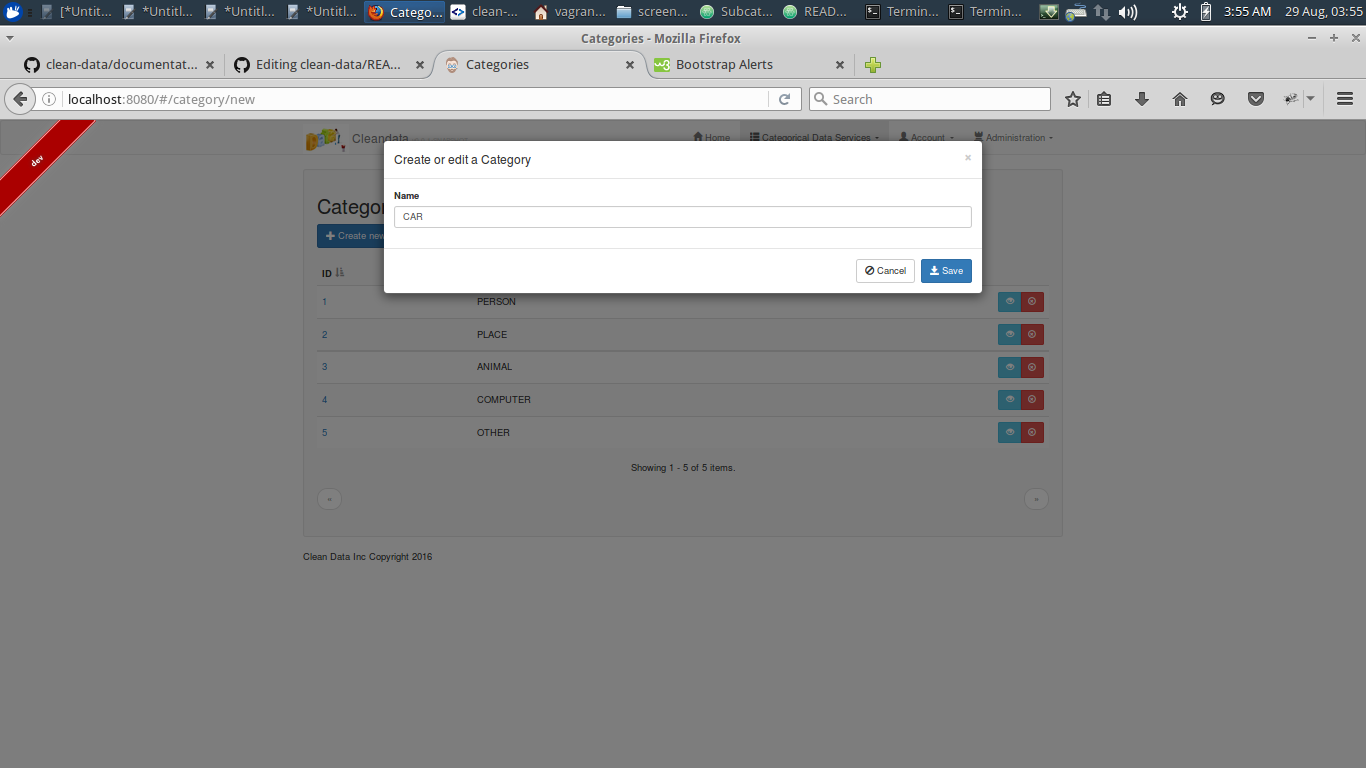 [*Untit... *Untitl... *Untitl... *Untitl... Catego... clean-... vagran... screen... Subcat... READ... Termin... Termin... 3:55 AM 29 Aug, 03:55
Categories - Mozilla Firefox
clean-data/documentat... Editing clean-data/REA... Categories Bootstrap Alerts
localhost:8080/#/category/new Search
dev
Cleandata Home Categorical Data Services Account Administration
Create or edit a Category ×
Name
CAR
Cancel Save
Categor
Create new
ID
1 PERSON
2 PLACE
3 ANIMAL
4 COMPUTER
5 OTHER
Showing 1 - 5 of 5 items.
« »
Clean Data Inc Copyright 2016